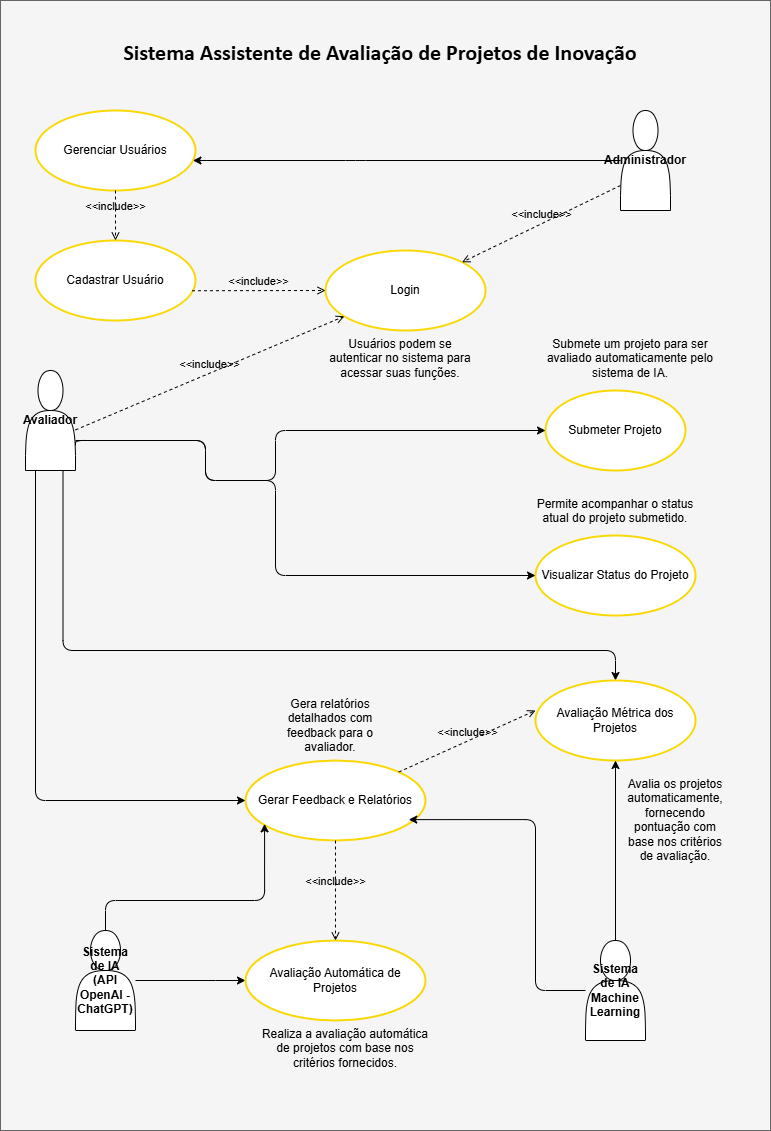 Sistema Assistente de Avaliação de Projetos de Inovação
Gerenciar Usuários
Administrador
<<include>>
<<include>>
Cadastrar Usuário
<<include>>
Login
Usuários podem se
autenticar no sistema para
acessar suas funções.
Submete um projeto para ser
avaliado automaticamente pelo
sistema de IA.
<<include>>
Avaliador
Submeter Projeto
Permite acompanhar o status
atual do projeto submetido.
Visualizar Status do Projeto
Gera relatórios
detalhados com
feedback para o
avaliador.
<<include>>
Avaliação Métrica dos
Projetos
Gerar Feedback e Relatórios
Avalia os projetos
automaticamente,
fornecendo
pontuação com
base nos critérios
de avaliação.
<<include>>
Sistema
de IA
(API
OpenAI -
ChatGPT)
Avaliação Automática de
Projetos
Sistema
de IA
Machine
Learning
Realiza a avaliação automática
de projetos com base nos
critérios fornecidos.